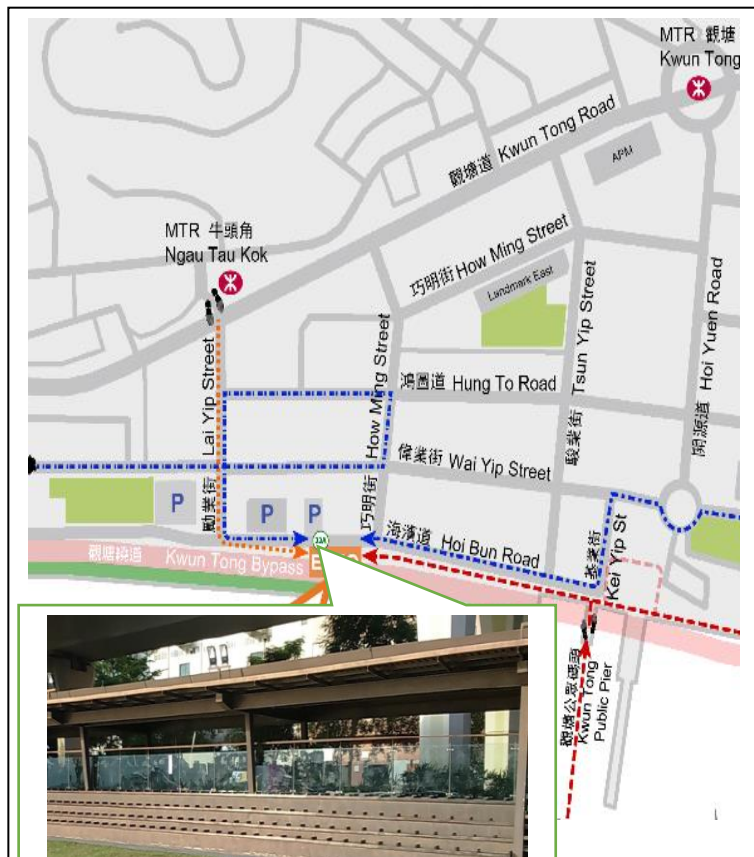 MTR 觀塘
Kwun Tong
觀塘道 Kwun Tong Road
APM
MTR 牛頭角
Ngau Tau Kok
巧明街 How Ming Street
Landmark East
勵業街 Lai Yip Street
巧明街 How Ming Street
鴻圖道 Hung To Road
駿業街 Tsun Yip Street
開源道 Hoi Yuen Road
偉業街 Wai Yip Street
P
P
P
海濱道 Hoi Bun Road
基業街 Kei Yip St
觀塘繞道 Kwun Tong Bypass
觀塘公眾碼頭
Kwun Tong
Public Pier